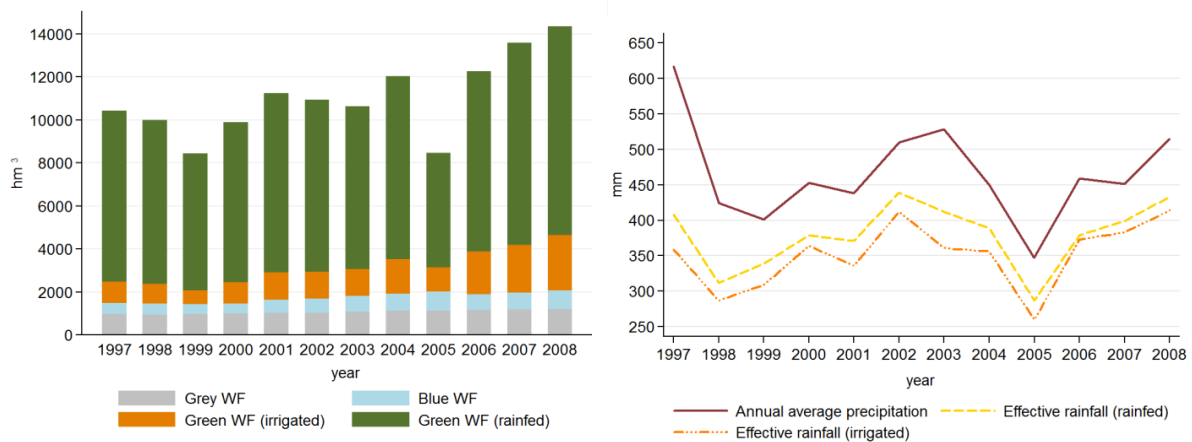 14000
12000
10000
8000
6000
4000
2000
0
hm 3
1997 1998 1999 2000 2001 2002 2003 2004 2005 2006 2007 2008
year
Grey WF Blue WF
Green WF (irrigated) Green WF (rainfed)
650
600
550
500
450
400
350
300
250
mm
1997 1998 1999 2000 2001 2002 2003 2004 2005 2006 2007 2008
year
Annual average precipitation Effective rainfall (rainfed)
Effective rainfall (irrigated)